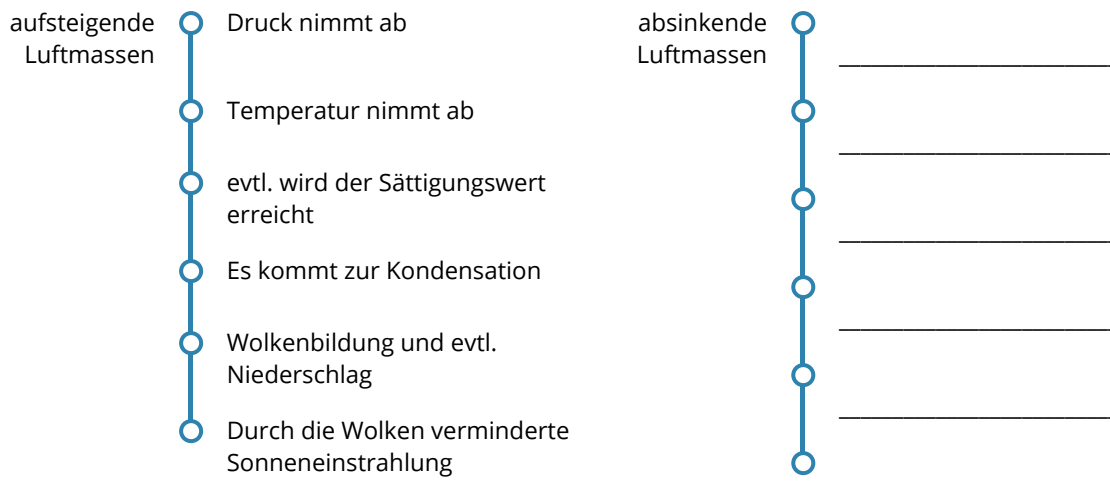 aufsteigende
Luftmassen
Druck nimmt ab
Temperatur nimmt ab
evtl. wird der Sättigungswert
erreicht
Es kommt zur Kondensation
Wolkenbildung und evtl.
Niederschlag
Durch die Wolken verminderte
Sonneneinstrahlung
absinkende
Luftmassen